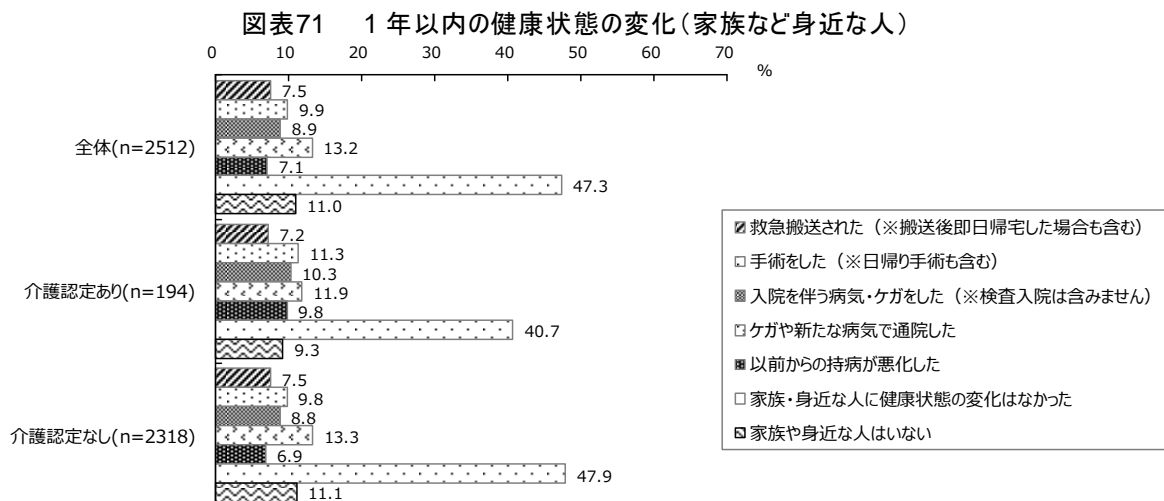 図表71 1年以内の健康状態の変化（家族など身近な人）
0 10 20 30 40 50 60 70
%
全体(n=2512)
7.5
9.9
8.9
13.2
7.1
47.3
11.0
介護認定あり(n=194)
7.2
11.3
10.3
11.9
9.8
40.7
9.3
介護認定なし(n=2318)
7.5
9.8
8.8
13.3
6.9
47.9
11.1
救急搬送された（※搬送後即日帰宅した場合も含む）
手術をした（※日帰り手術も含む）
入院を伴う病気・ケガをした（※検査入院は含みません）
ケガや新たな病気で通院した
以前からの持病が悪化した
家族・身近な人に健康状態の変化はなかった
家族や身近な人はいない